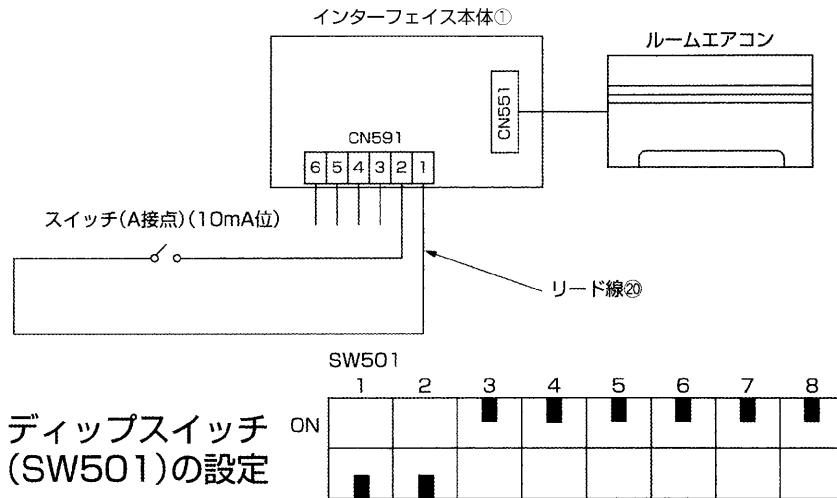 インターフェイス本体①
ルームエアコン
CN551
CN591
6 5 4 3 2 1
スイッチ(A接点)(10mA位)
リード線⑳
SW501
1 2 3 4 5 6 7 8
ON
ディップスイッチ
(SW501)の設定